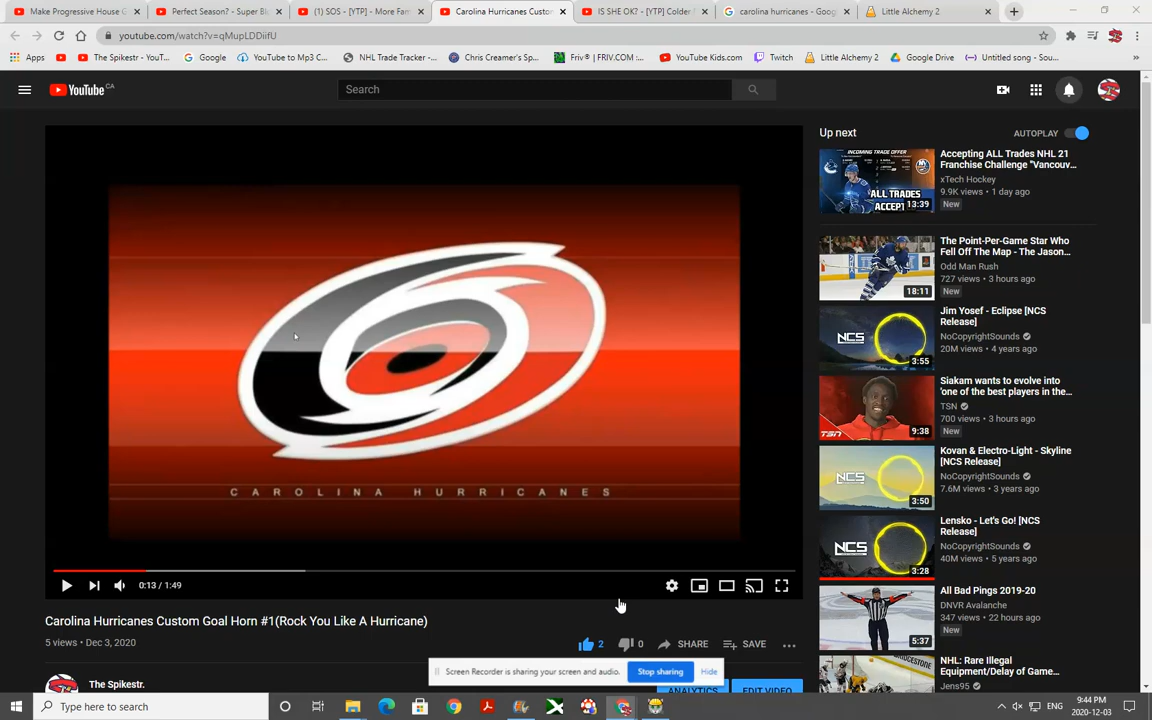 Make Progressive House G
Perfect Season? - Super Bl
(1) SOS - [YTP] - More Fam
Carolina Hurricanes Custo
IS SHE OK? - [YTP] Colder P
carolina hurricanes - Goog
Little Alchemy 2
youtube.com/watch?v=qMupLDDiifU
Apps
The Spikestr - YouT...
Google
YouTube to Mp3 C...
NHL Trade Tracker -...
Chris Creamer's Sp...
Friv® | FRIV.COM :...
YouTube Kids.com
Twitch
Little Alchemy 2
Google Drive
Untitled song - Sou...
YouTube CA
Search
CAROLINA HURRICANES
0:13 / 1:49
Carolina Hurricanes Custom Goal Horn #1(Rock You Like A Hurricane)
5 views • Dec 3, 2020
2
0
SHARE
SAVE
The Spikestr.
ANALYTICS
EDIT VIDEO
Screen Recorder is sharing your screen and audio.
Stop sharing
Hide
Up next
AUTOPLAY
INCOMING TRADE OFFER
ALL TRADES
ACCEPT
13:39
Accepting ALL Trades NHL 21
Franchise Challenge "Vancouv...
xTech Hockey
9.9K views • 1 day ago
New
18:11
The Point-Per-Game Star Who
Fell Off The Map - The Jason...
Odd Man Rush
727 views • 3 hours ago
New
NCS
3:55
Jim Yosef - Eclipse [NCS
Release]
NoCopyrightSounds
20M views • 4 years ago
TSN
9:38
Siakam wants to evolve into
'one of the best players in the...
TSN
700 views • 3 hours ago
New
NCS
3:50
Kovan & Electro-Light - Skyline
[NCS Release]
NoCopyrightSounds
7.6M views • 3 years ago
NCS
3:28
Lensko - Let's Go! [NCS
Release]
NoCopyrightSounds
40M views • 5 years ago
5:37
All Bad Pings 2019-20
DNVR Avalanche
347 views • 22 hours ago
New
NHL: Rare Illegal
Equipment/Delay of Game...
Jens95
Type here to search
ENG
9:44 PM
2020-12-03